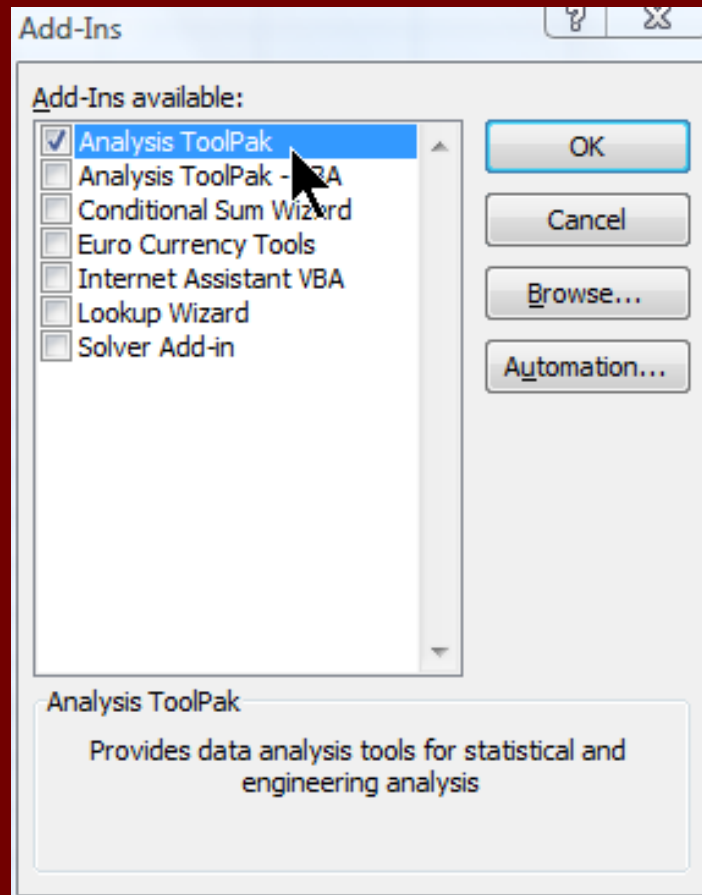 Add-Ins
Add-Ins available:
Analysis ToolPak
Analysis ToolPak - VBA
Conditional Sum Wizard
Euro Currency Tools
Internet Assistant VBA
Lookup Wizard
Solver Add-in
OK
Cancel
Browse...
Automation...
Analysis ToolPak
Provides data analysis tools for statistical and
engineering analysis